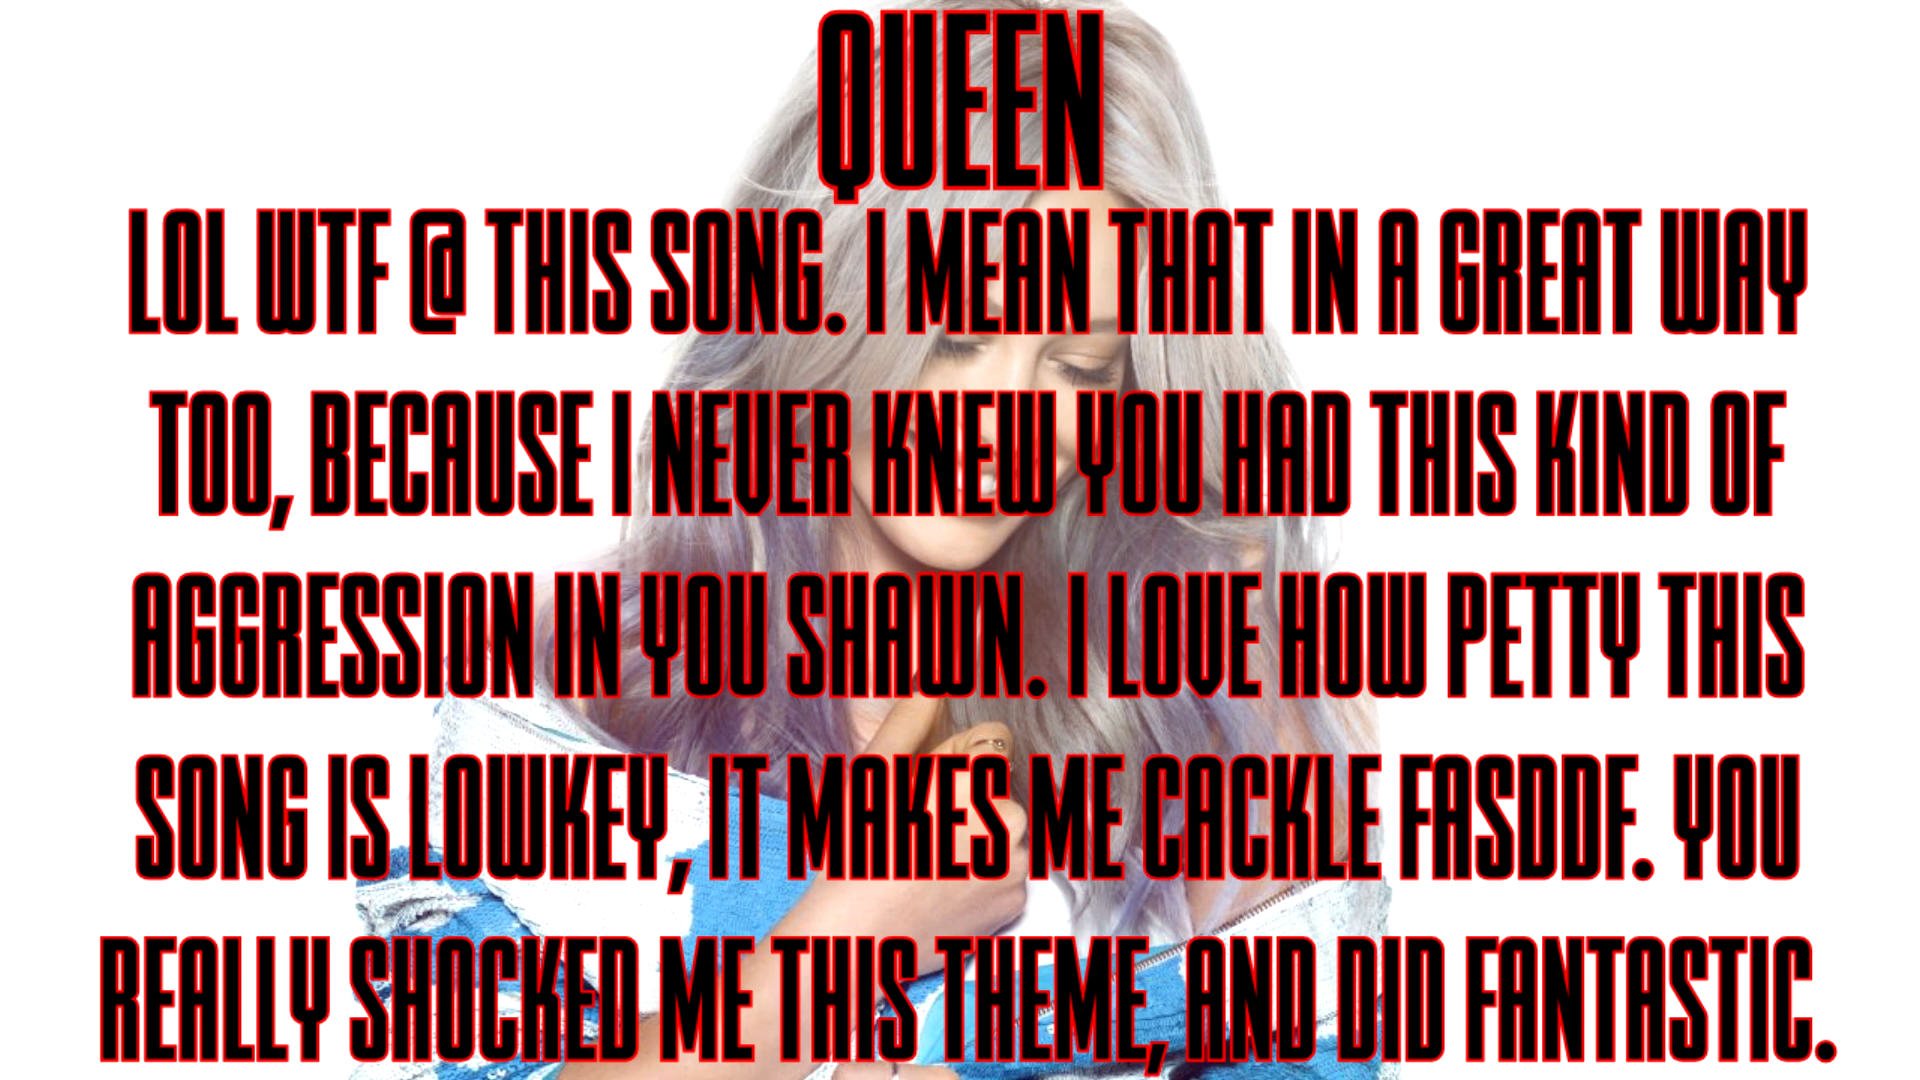 QUEEN
LOL WTF @ THIS SONG. I MEAN THAT IN A GREAT WAY
TOO, BECAUSE I NEVER KNEW YOU HAD THIS KIND OF
AGGRESSION IN YOU SHAWN. I LOVE HOW PETTY THIS
SONG IS LOWKEY, IT MAKES ME CACKLE FASDDF. YOU
REALLY SHOCKED ME THIS THEME, AND DID FANTASTIC.